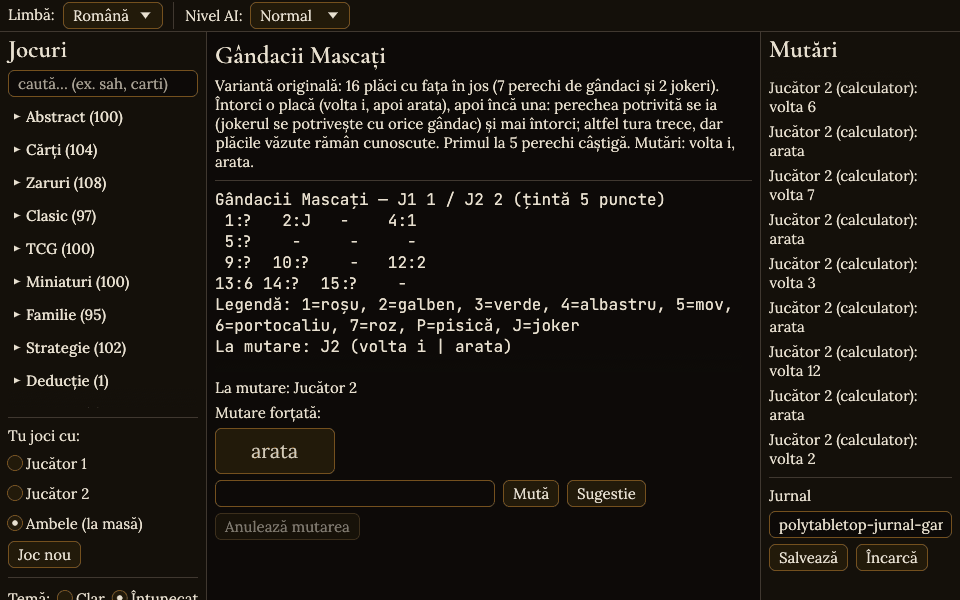 Limbă: Română ▼ Nivel AI: Normal ▼
Jocuri
caută... (ex. sah, carti)
▸ Abstract (100)
▸ Cărți (104)
▸ Zaruri (108)
▸ Clasic (97)
▸ TCG (100)
▸ Miniaturi (100)
▸ Familie (95)
▸ Strategie (102)
▸ Deducție (1)
Tu joci cu:
Jucător 1
Jucător 2
Ambele (la masă)
Joc nou
Temă: Clar Întunecat
Gândacii Mascați
Variantă originală: 16 plăci cu fața în jos (7 perechi de gândaci și 2 jokeri).
Întorci o placă (volta i, apoi arata), apoi încă una: perechea potrivită se ia
(jokerul se potrivește cu orice gândac) și mai întorci; altfel tura trece, dar
plăcile văzute rămân cunoscute. Primul la 5 perechi câștigă. Mutări: volta i,
arata.
Gândacii Mascați — J1 1 / J2 2 (țintă 5 puncte)
1:? 2:J - 4:1
5:? - - -
9:? 10:? - 12:2
13:6 14:? 15:? -
Legendă: 1=roșu, 2=galben, 3=verde, 4=albastru, 5=mov,
6=portocaliu, 7=roz, P=pisică, J=joker
La mutare: J2 (volta i | arata)
La mutare: Jucător 2
Mutare forțată:
arata
Mută Sugestie
Anulează mutarea
Mutări
Jucător 2 (calculator):
volta 6
Jucător 2 (calculator):
arata
Jucător 2 (calculator):
volta 7
Jucător 2 (calculator):
arata
Jucător 2 (calculator):
volta 3
Jucător 2 (calculator):
arata
Jucător 2 (calculator):
volta 12
Jucător 2 (calculator):
arata
Jucător 2 (calculator):
volta 2
Jurnal
polytabletop-jurnal-gar
Salvează Încarcă